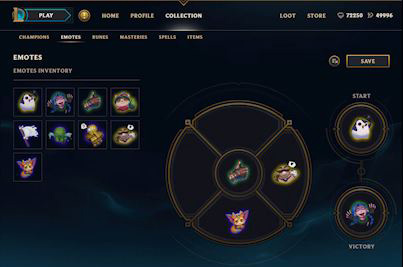 PLAY HOME PROFILE COLLECTION LOOT STORE 72250 49996
CHAMPIONS EMOTES RUNES MASTERIES SPELLS ITEMS
EMOTES
EMOTES INVENTORY
SAVE
START
VICTORY